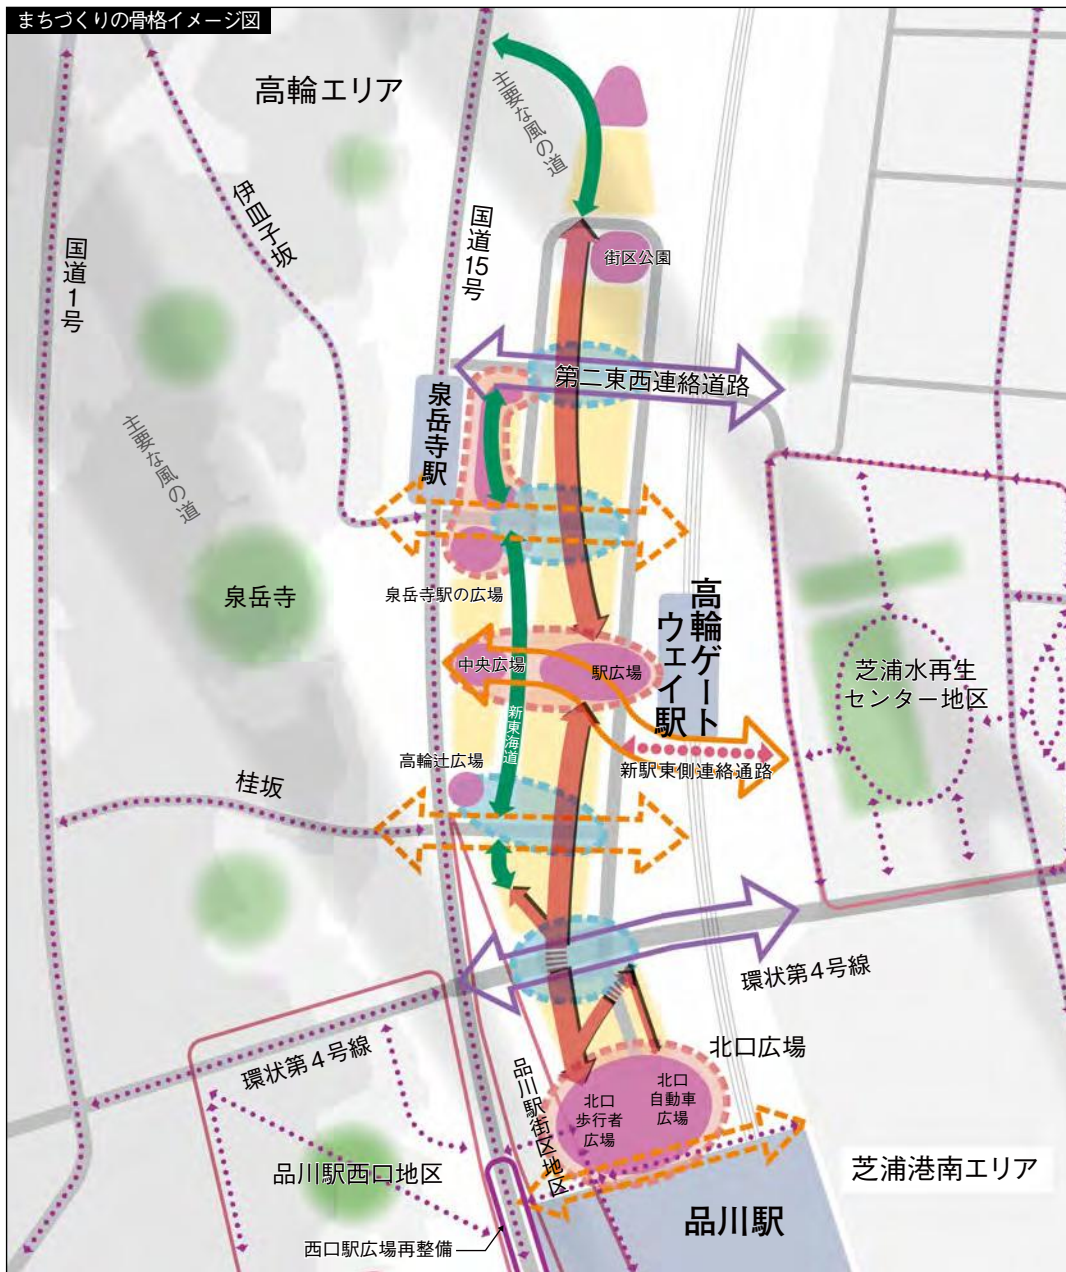 まちづくりの骨格イメージ図
高輪エリア
主要な風の道
伊皿子坂
国道1号
国道15号
街区公園
第二東西連絡道路
泉岳寺駅
主要な風の道
泉岳寺
泉岳寺駅の広場
高輪ゲート
ウェイ駅
中央広場
駅広場
芝浦水再生
センター地区
新東海道
新駅東側連絡通路
高輪辻広場
桂坂
環状第4号線
環状第4号線
北口広場
北口
歩行者
広場
北口
自動車
広場
品川駅街区地区
品川駅西口地区
芝浦港南エリア
品川駅
西口駅広場再整備